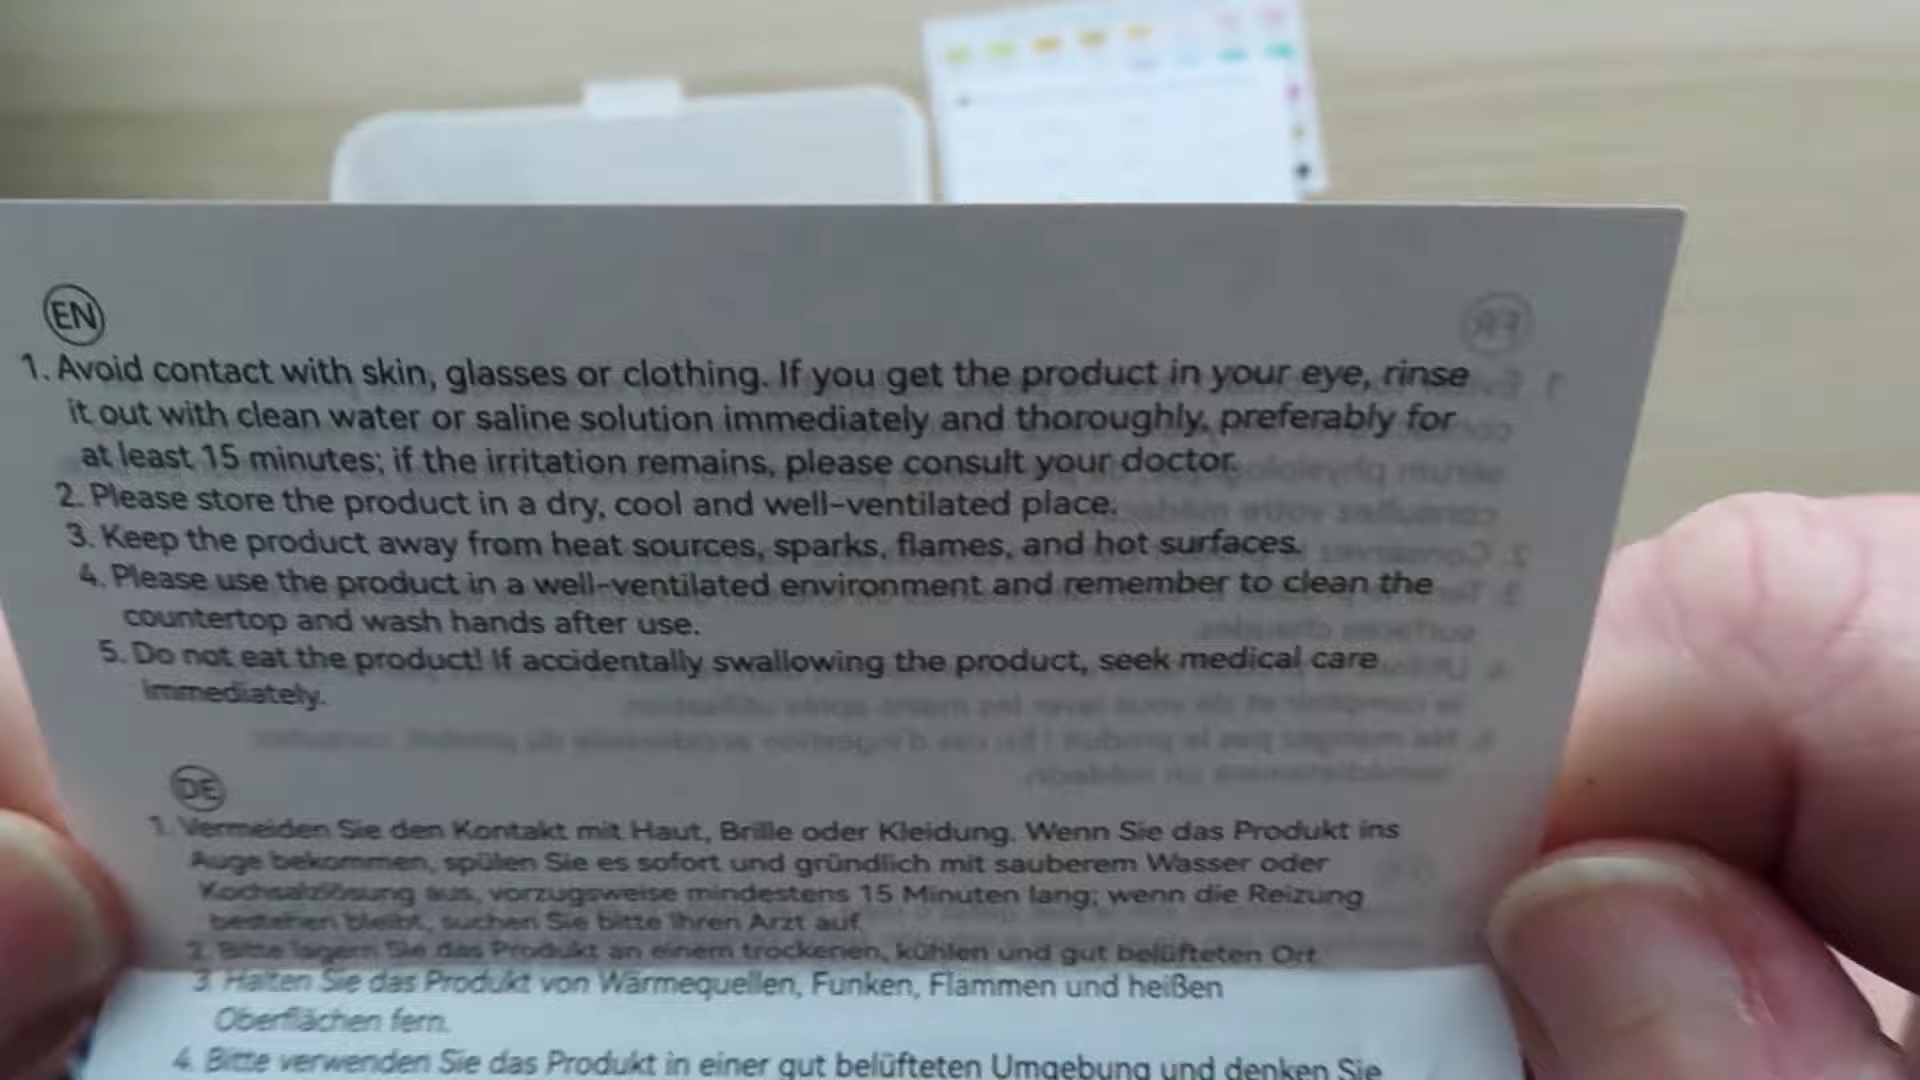 EN
1. Avoid contact with skin, glasses or clothing. If you get the product in your eye, rinse
it out with clean water or saline solution immediately and thoroughly, preferably for
at least 15 minutes; if the irritation remains, please consult your doctor.
2. Please store the product in a dry, cool and well-ventilated place.
3. Keep the product away from heat sources, sparks, flames, and hot surfaces.
4. Please use the product in a well-ventilated environment and remember to clean the
countertop and wash hands after use.
5. Do not eat the product! If accidentally swallowing the product, seek medical care
immediately.
DE
1. Vermeiden Sie den Kontakt mit Haut, Brille oder Kleidung. Wenn Sie das Produkt ins
Auge bekommen, spülen Sie es sofort und gründlich mit sauberem Wasser oder
Kochsalzlösung aus, vorzugsweise mindestens 15 Minuten lang; wenn die Reizung
bestehen bleibt, suchen Sie bitte Ihren Arzt auf.
2. Bitte lagern Sie das Produkt an einem trockenen, kühlen und gut belüfteten Ort.
3. Halten Sie das Produkt von Wärmequellen, Funken, Flammen und heißen
Oberflächen fern.
4. Bitte verwenden Sie das Produkt in einer gut belüfteten Umgebung und denken Sie